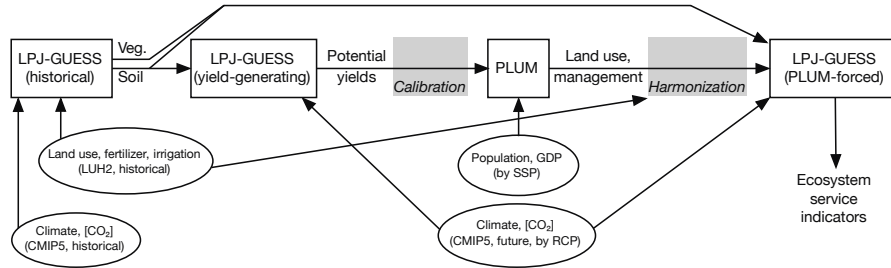 Veg.
Soil
LPJ-GUESS
(historical)
LPJ-GUESS
(yield-generating)
Potential
yields
Calibration
PLUM
Land use,
management
Harmonization
LPJ-GUESS
(PLUM-forced)
Land use, fertilizer, irrigation
(LUH2, historical)
Population, GDP
(by SSP)
Climate, [CO₂]
(CMIP5, historical)
Climate, [CO₂]
(CMIP5, future, by RCP)
Ecosystem
service
indicators